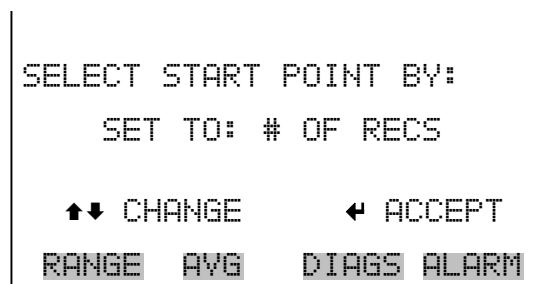 SELECT START POINT BY:
SET TO: # OF RECS
⬆⬇ CHANGE ↵ ACCEPT
RANGE AVG DIAGS ALARM